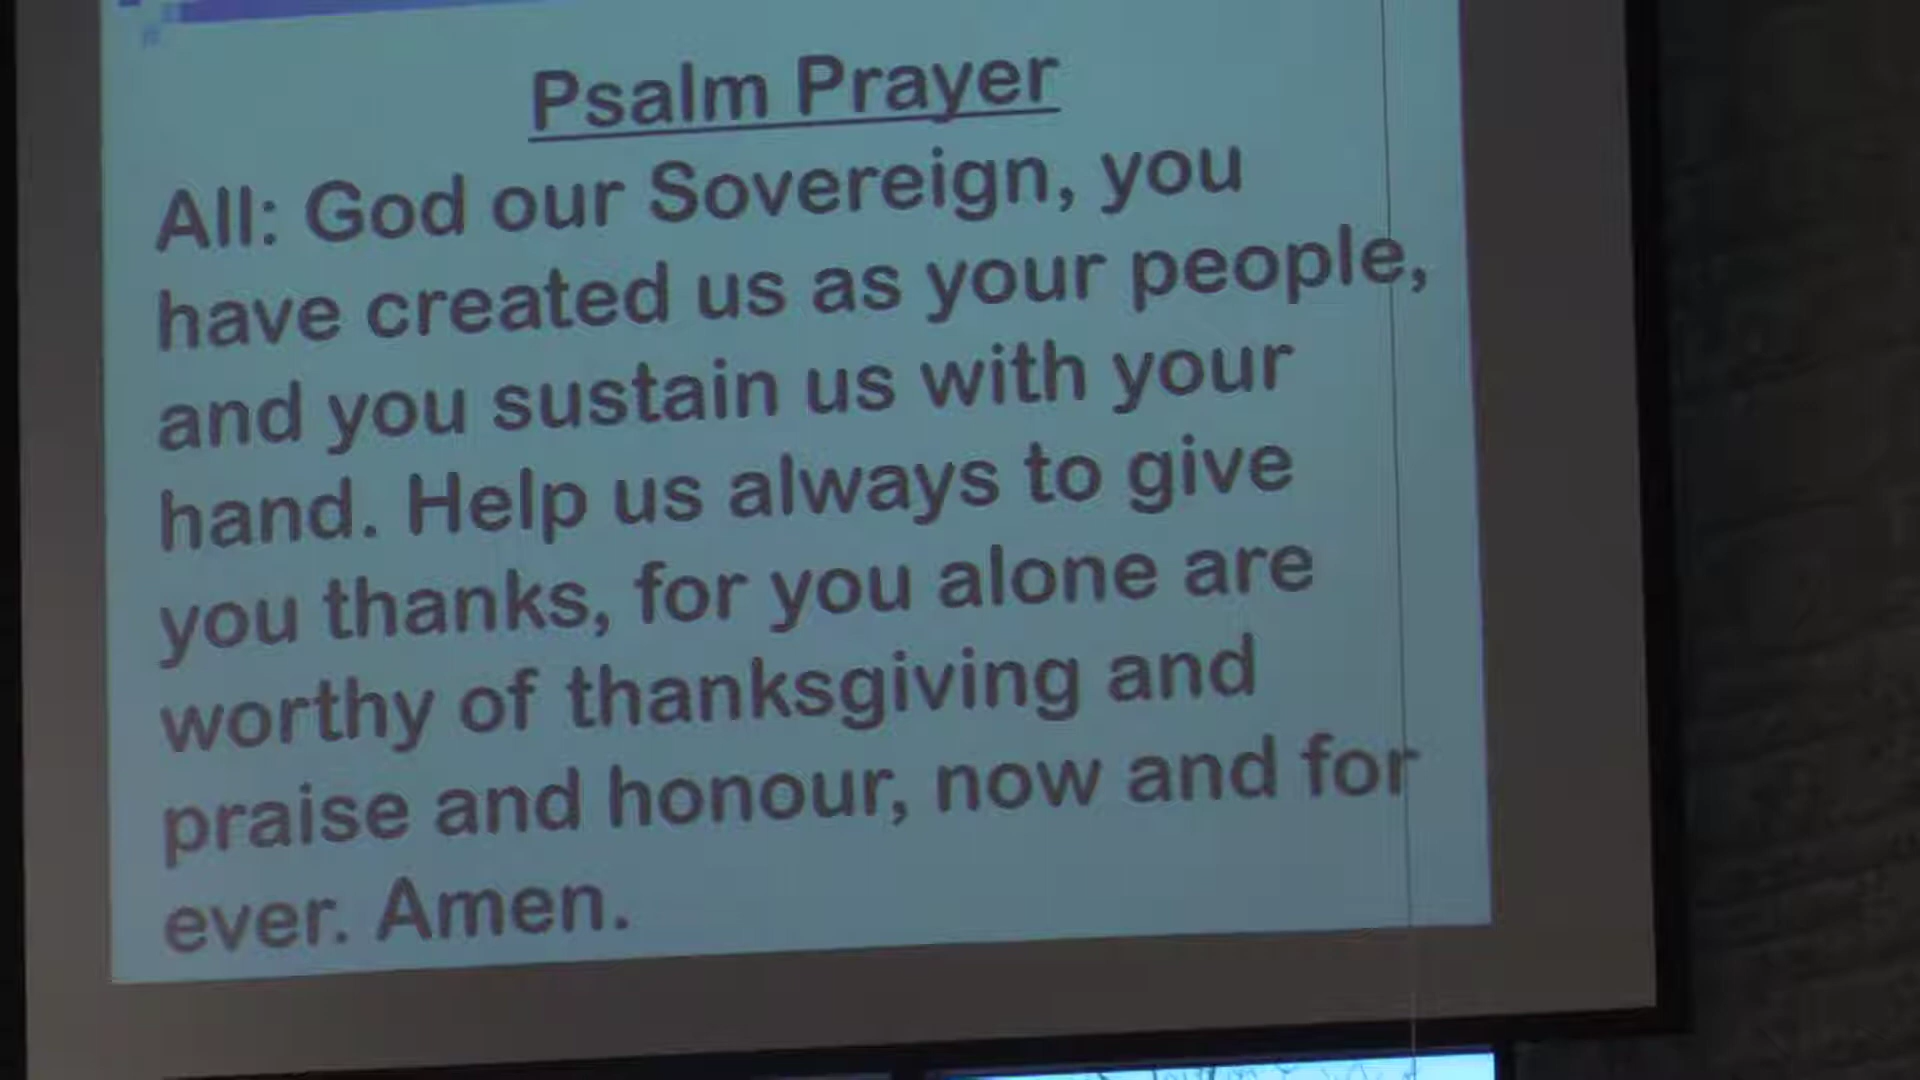 Psalm Prayer
All: God our Sovereign, you
have created us as your people,
and you sustain us with your
hand. Help us always to give
you thanks, for you alone are
worthy of thanksgiving and
praise and honour, now and for
ever. Amen.